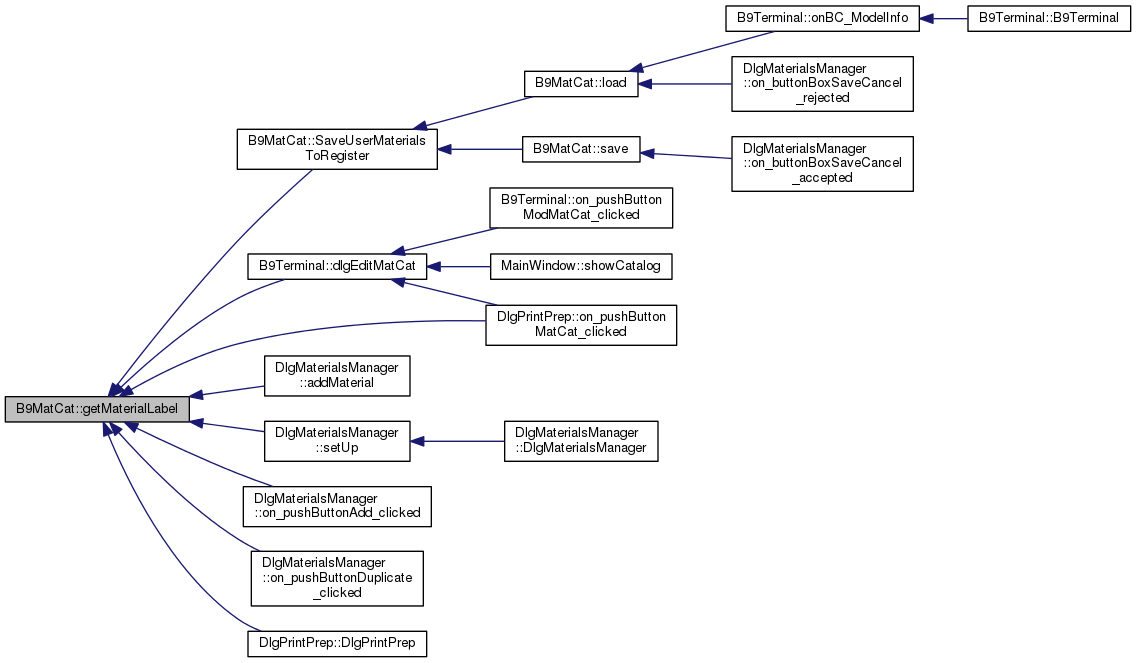 B9Terminal::onBC_ModelInfo
B9Terminal::B9Terminal
B9MatCat::load
DlgMaterialsManager
::on_buttonBoxSaveCancel
_rejected
B9MatCat::SaveUserMaterials
ToRegister
B9MatCat::save
DlgMaterialsManager
::on_buttonBoxSaveCancel
_accepted
B9Terminal::on_pushButton
ModMatCat_clicked
B9Terminal::dlgEditMatCat
MainWindow::showCatalog
DlgPrintPrep::on_pushButton
MatCat_clicked
DlgMaterialsManager
::addMaterial
B9MatCat::getMaterialLabel
DlgMaterialsManager
::setUp
DlgMaterialsManager
::DlgMaterialsManager
DlgMaterialsManager
::on_pushButtonAdd_clicked
DlgMaterialsManager
::on_pushButtonDuplicate
_clicked
DlgPrintPrep::DlgPrintPrep